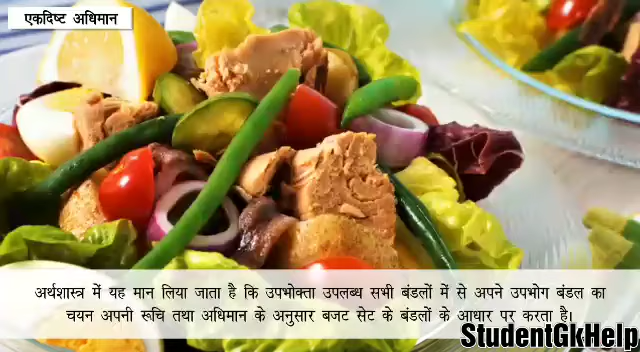 एकदिष्ट अधिमान
अर्थशास्त्र में यह मान लिया जाता है कि उपभोक्ता उपलब्ध सभी बंडलों में से अपने उपभोग बंडल का
चयन अपनी रूचि तथा अधिमान के अनुसार बजट सेट के बंडलों के आधार पर करता है।
StudentGkHelp